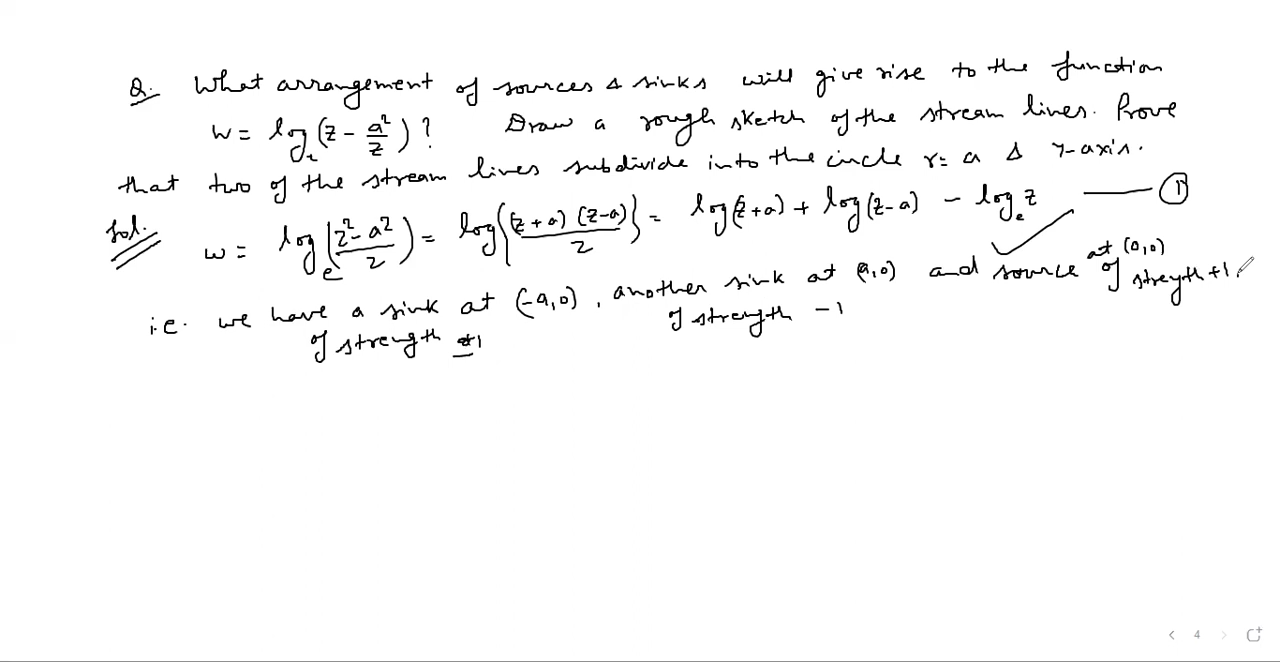 Q. What arrangement of sources & sinks will give rise to the function
w = log_e (z - a²/z) ? Draw a rough sketch of the stream lines. Prove
that two of the stream lines subdivide into the circle r = a & y-axis.
Sol. w = log_e (z² - a² / z) = log { (z + a) (z - a) / z } = log(z + a) + log(z - a) - log_e z —— ①
i.e. we have a sink at (-a, 0), another sink at (a, 0) and source at (0, 0) of strength +1
of strength -1 of strength -1
4